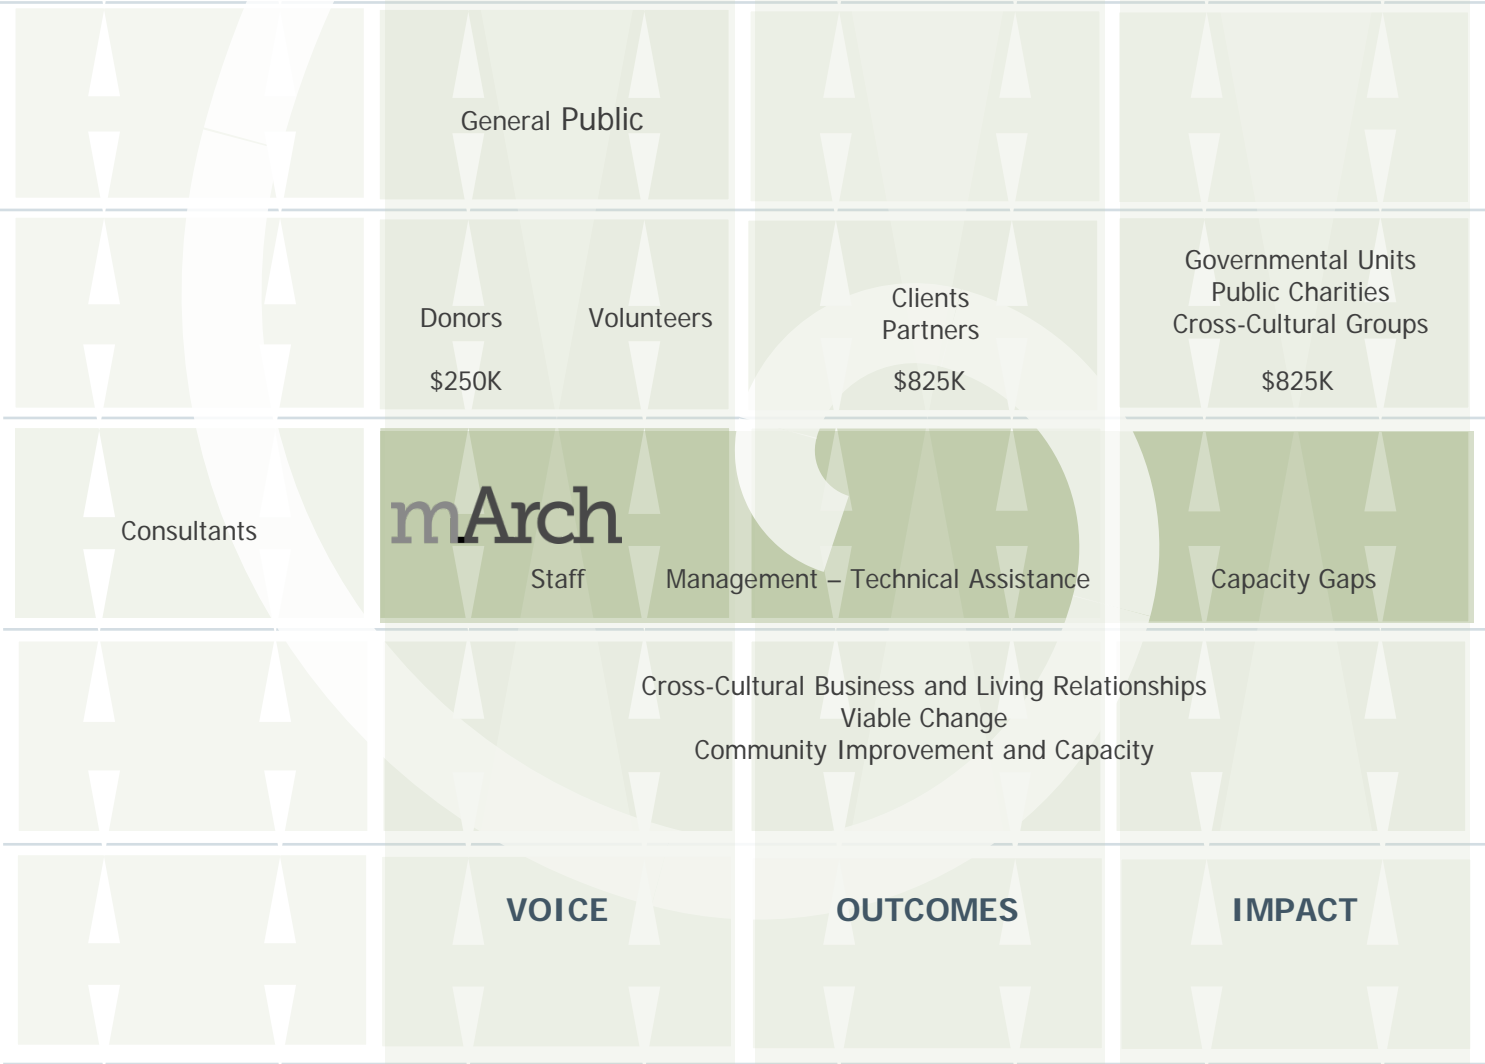 General Public
Donors Volunteers
$250K
Clients
Partners
$825K
Governmental Units
Public Charities
Cross-Cultural Groups
$825K
Consultants
m.Arch
Staff Management – Technical Assistance Capacity Gaps
Cross-Cultural Business and Living Relationships
Viable Change
Community Improvement and Capacity
VOICE OUTCOMES IMPACT